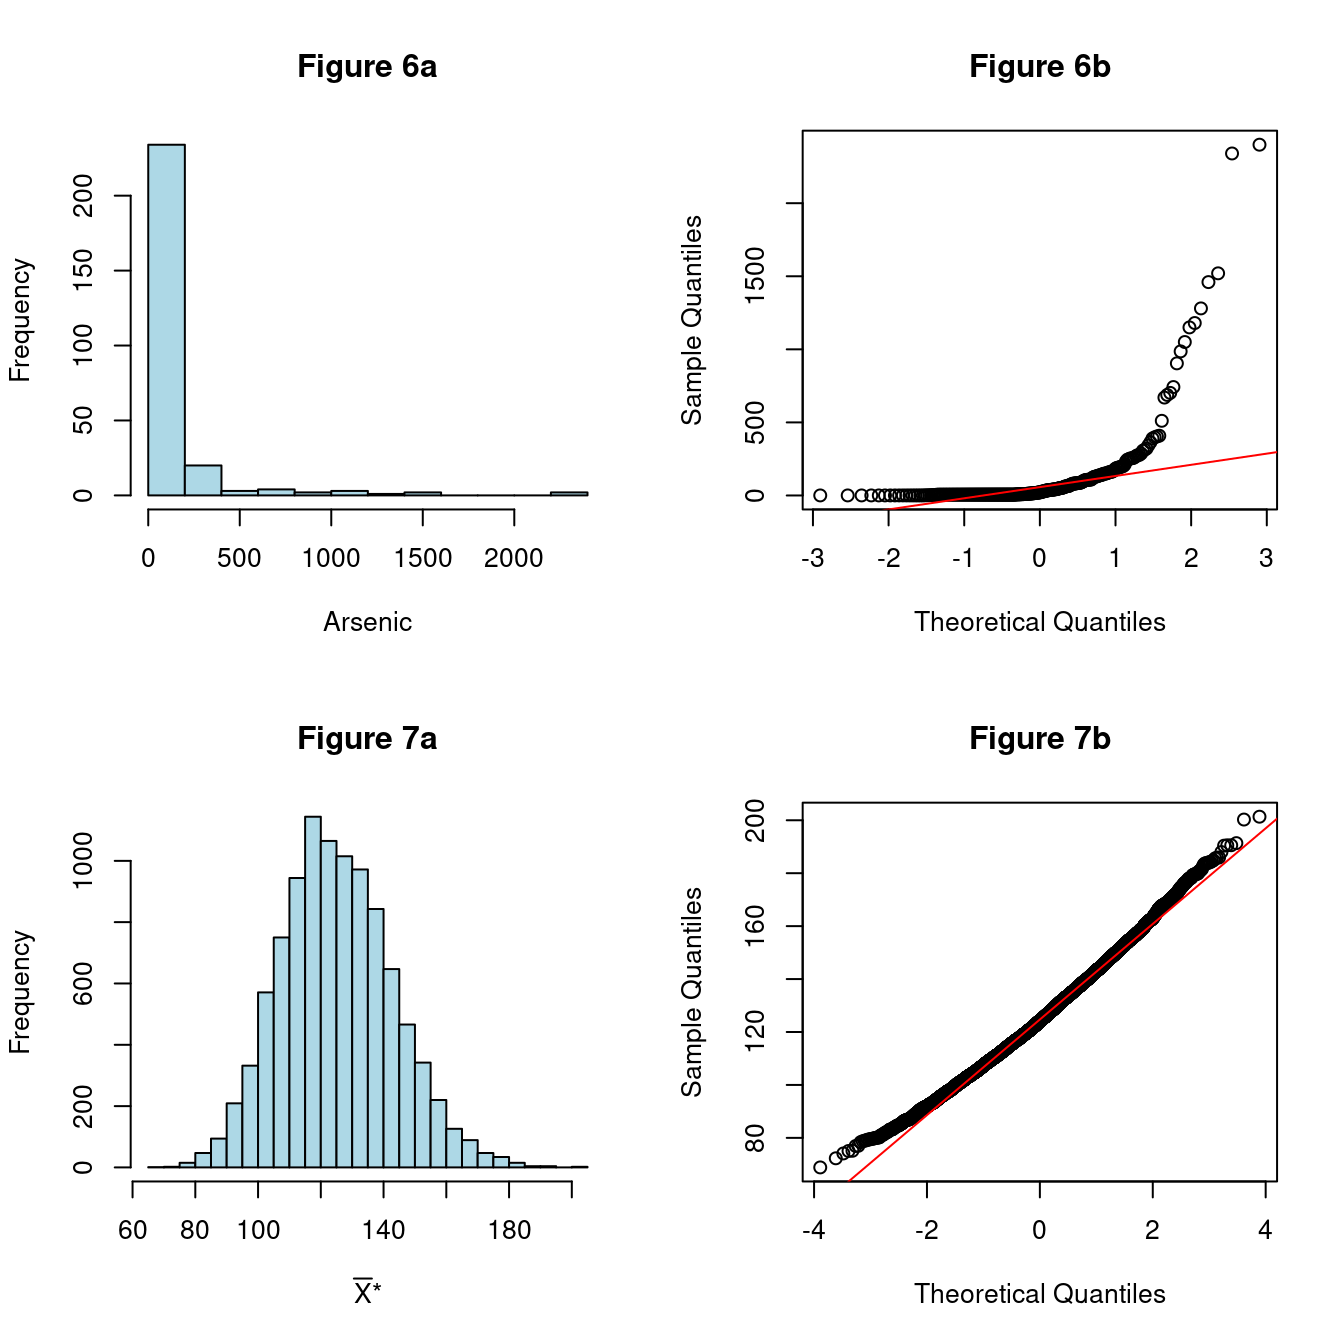 Figure 6a
Frequency
0 50 100 150 200
0 500 1000 1500 2000
Arsenic
Figure 6b
Sample Quantiles
0 500 1500
-3 -2 -1 0 1 2 3
Theoretical Quantiles
Figure 7a
Frequency
0 200 600 1000
60 80 100 140 180
X̅*
Figure 7b
Sample Quantiles
80 120 160 200
-4 -2 0 2 4
Theoretical Quantiles